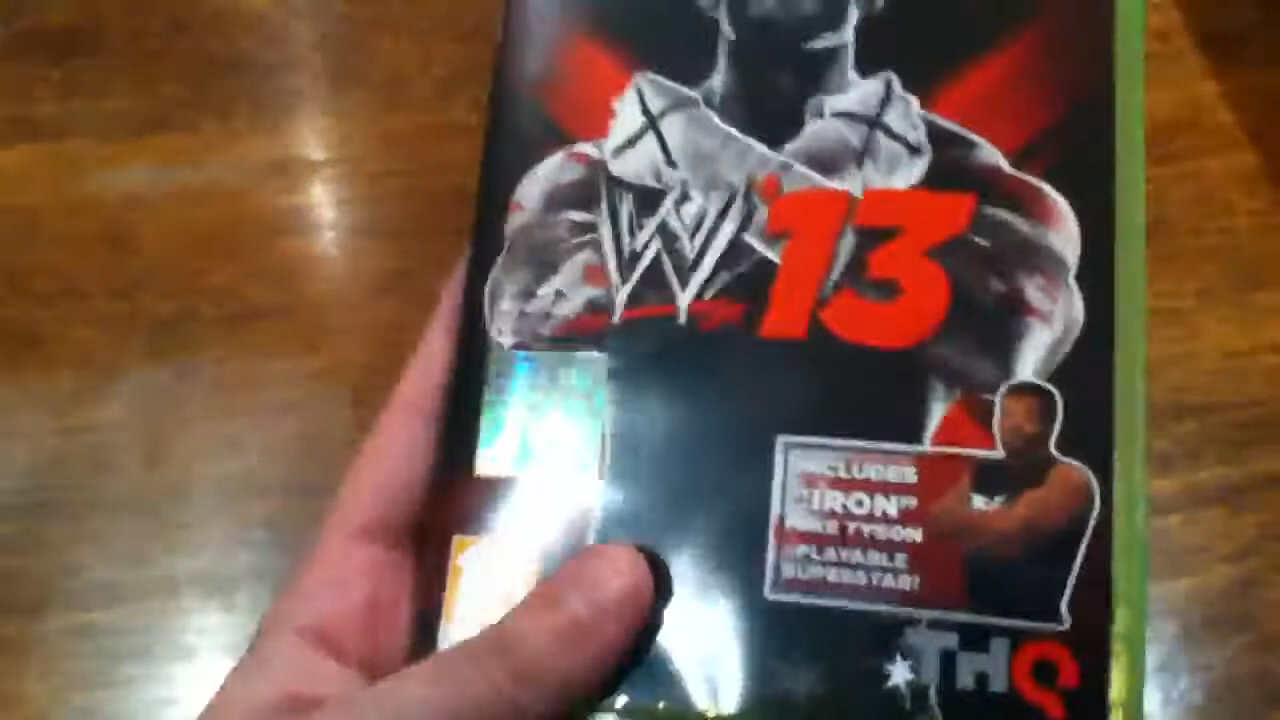 W '13
INCLUDES
"IRON"
MIKE TYSON
PLAYABLE
SUPERSTAR!
THQ